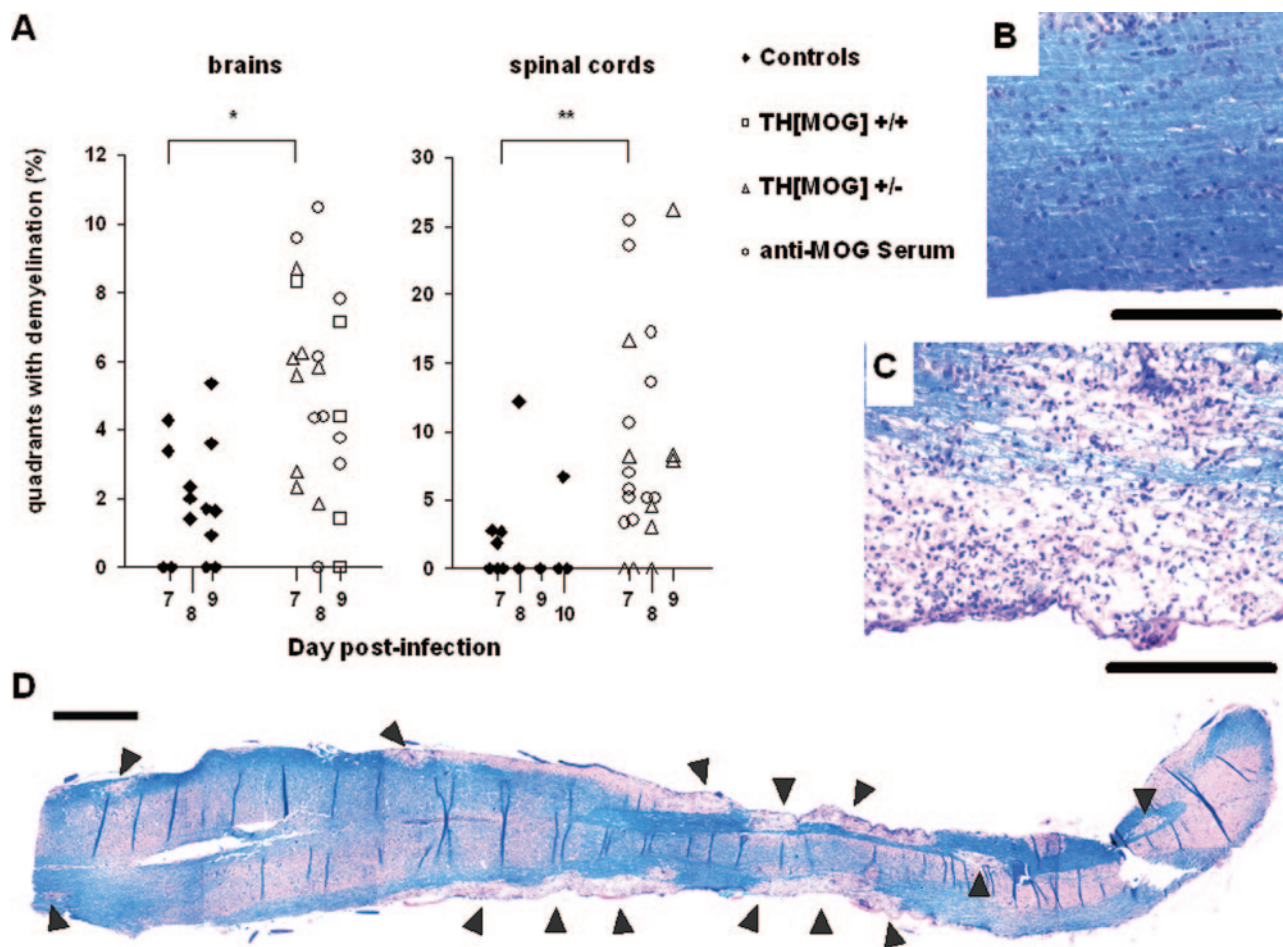 A
brains
spinal cords
Controls
TH[MOG] +/+
TH[MOG] +/-
anti-MOG Serum
*
**
quadrants with demyelination (%)
12
10
8
6
4
2
0
30
25
20
15
10
5
0
7 8 9 7 8 9
7 8 9 10 7 8 9
Day post-infection
B
C
D